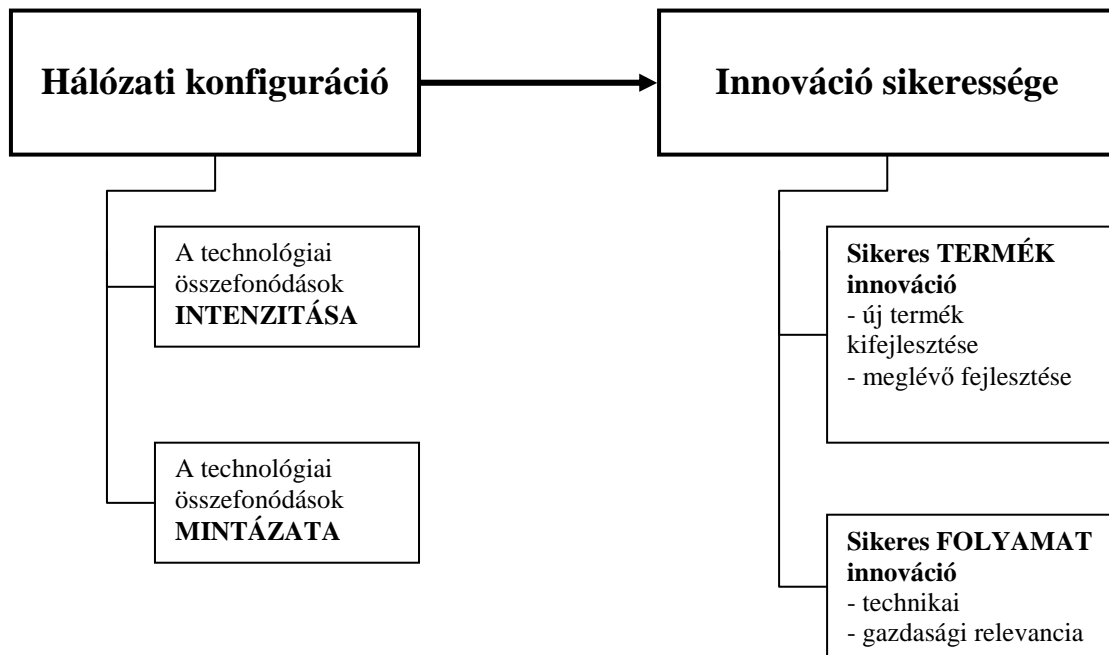 Hálózati konfiguráció
Innováció sikeressége
A technológiai
összefonódások
INTENZITÁSA
A technológiai
összefonódások
MINTÁZATA
Sikeres TERMÉK
innováció
- új termék
kifejlesztése
- meglévő fejlesztése
Sikeres FOLYAMAT
innováció
- technikai
- gazdasági relevancia